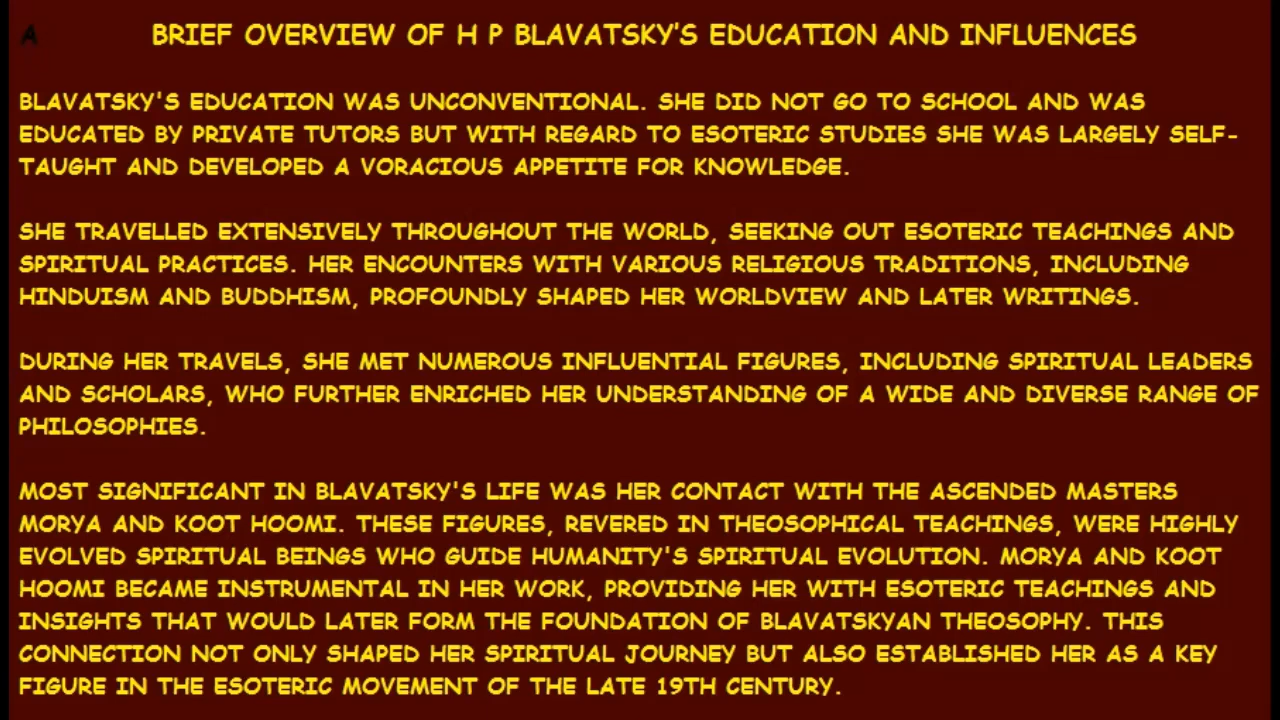 A
BRIEF OVERVIEW OF H P BLAVATSKY'S EDUCATION AND INFLUENCES
BLAVATSKY'S EDUCATION WAS UNCONVENTIONAL. SHE DID NOT GO TO SCHOOL AND WAS
EDUCATED BY PRIVATE TUTORS BUT WITH REGARD TO ESOTERIC STUDIES SHE WAS LARGELY SELF-
TAUGHT AND DEVELOPED A VORACIOUS APPETITE FOR KNOWLEDGE.
SHE TRAVELLED EXTENSIVELY THROUGHOUT THE WORLD, SEEKING OUT ESOTERIC TEACHINGS AND
SPIRITUAL PRACTICES. HER ENCOUNTERS WITH VARIOUS RELIGIOUS TRADITIONS, INCLUDING
HINDUISM AND BUDDHISM, PROFOUNDLY SHAPED HER WORLDVIEW AND LATER WRITINGS.
DURING HER TRAVELS, SHE MET NUMEROUS INFLUENTIAL FIGURES, INCLUDING SPIRITUAL LEADERS
AND SCHOLARS, WHO FURTHER ENRICHED HER UNDERSTANDING OF A WIDE AND DIVERSE RANGE OF
PHILOSOPHIES.
MOST SIGNIFICANT IN BLAVATSKY'S LIFE WAS HER CONTACT WITH THE ASCENDED MASTERS
MORYA AND KOOT HOOMI. THESE FIGURES, REVERED IN THEOSOPHICAL TEACHINGS, WERE HIGHLY
EVOLVED SPIRITUAL BEINGS WHO GUIDE HUMANITY'S SPIRITUAL EVOLUTION. MORYA AND KOOT
HOOMI BECAME INSTRUMENTAL IN HER WORK, PROVIDING HER WITH ESOTERIC TEACHINGS AND
INSIGHTS THAT WOULD LATER FORM THE FOUNDATION OF BLAVATSKYAN THEOSOPHY. THIS
CONNECTION NOT ONLY SHAPED HER SPIRITUAL JOURNEY BUT ALSO ESTABLISHED HER AS A KEY
FIGURE IN THE ESOTERIC MOVEMENT OF THE LATE 19TH CENTURY.